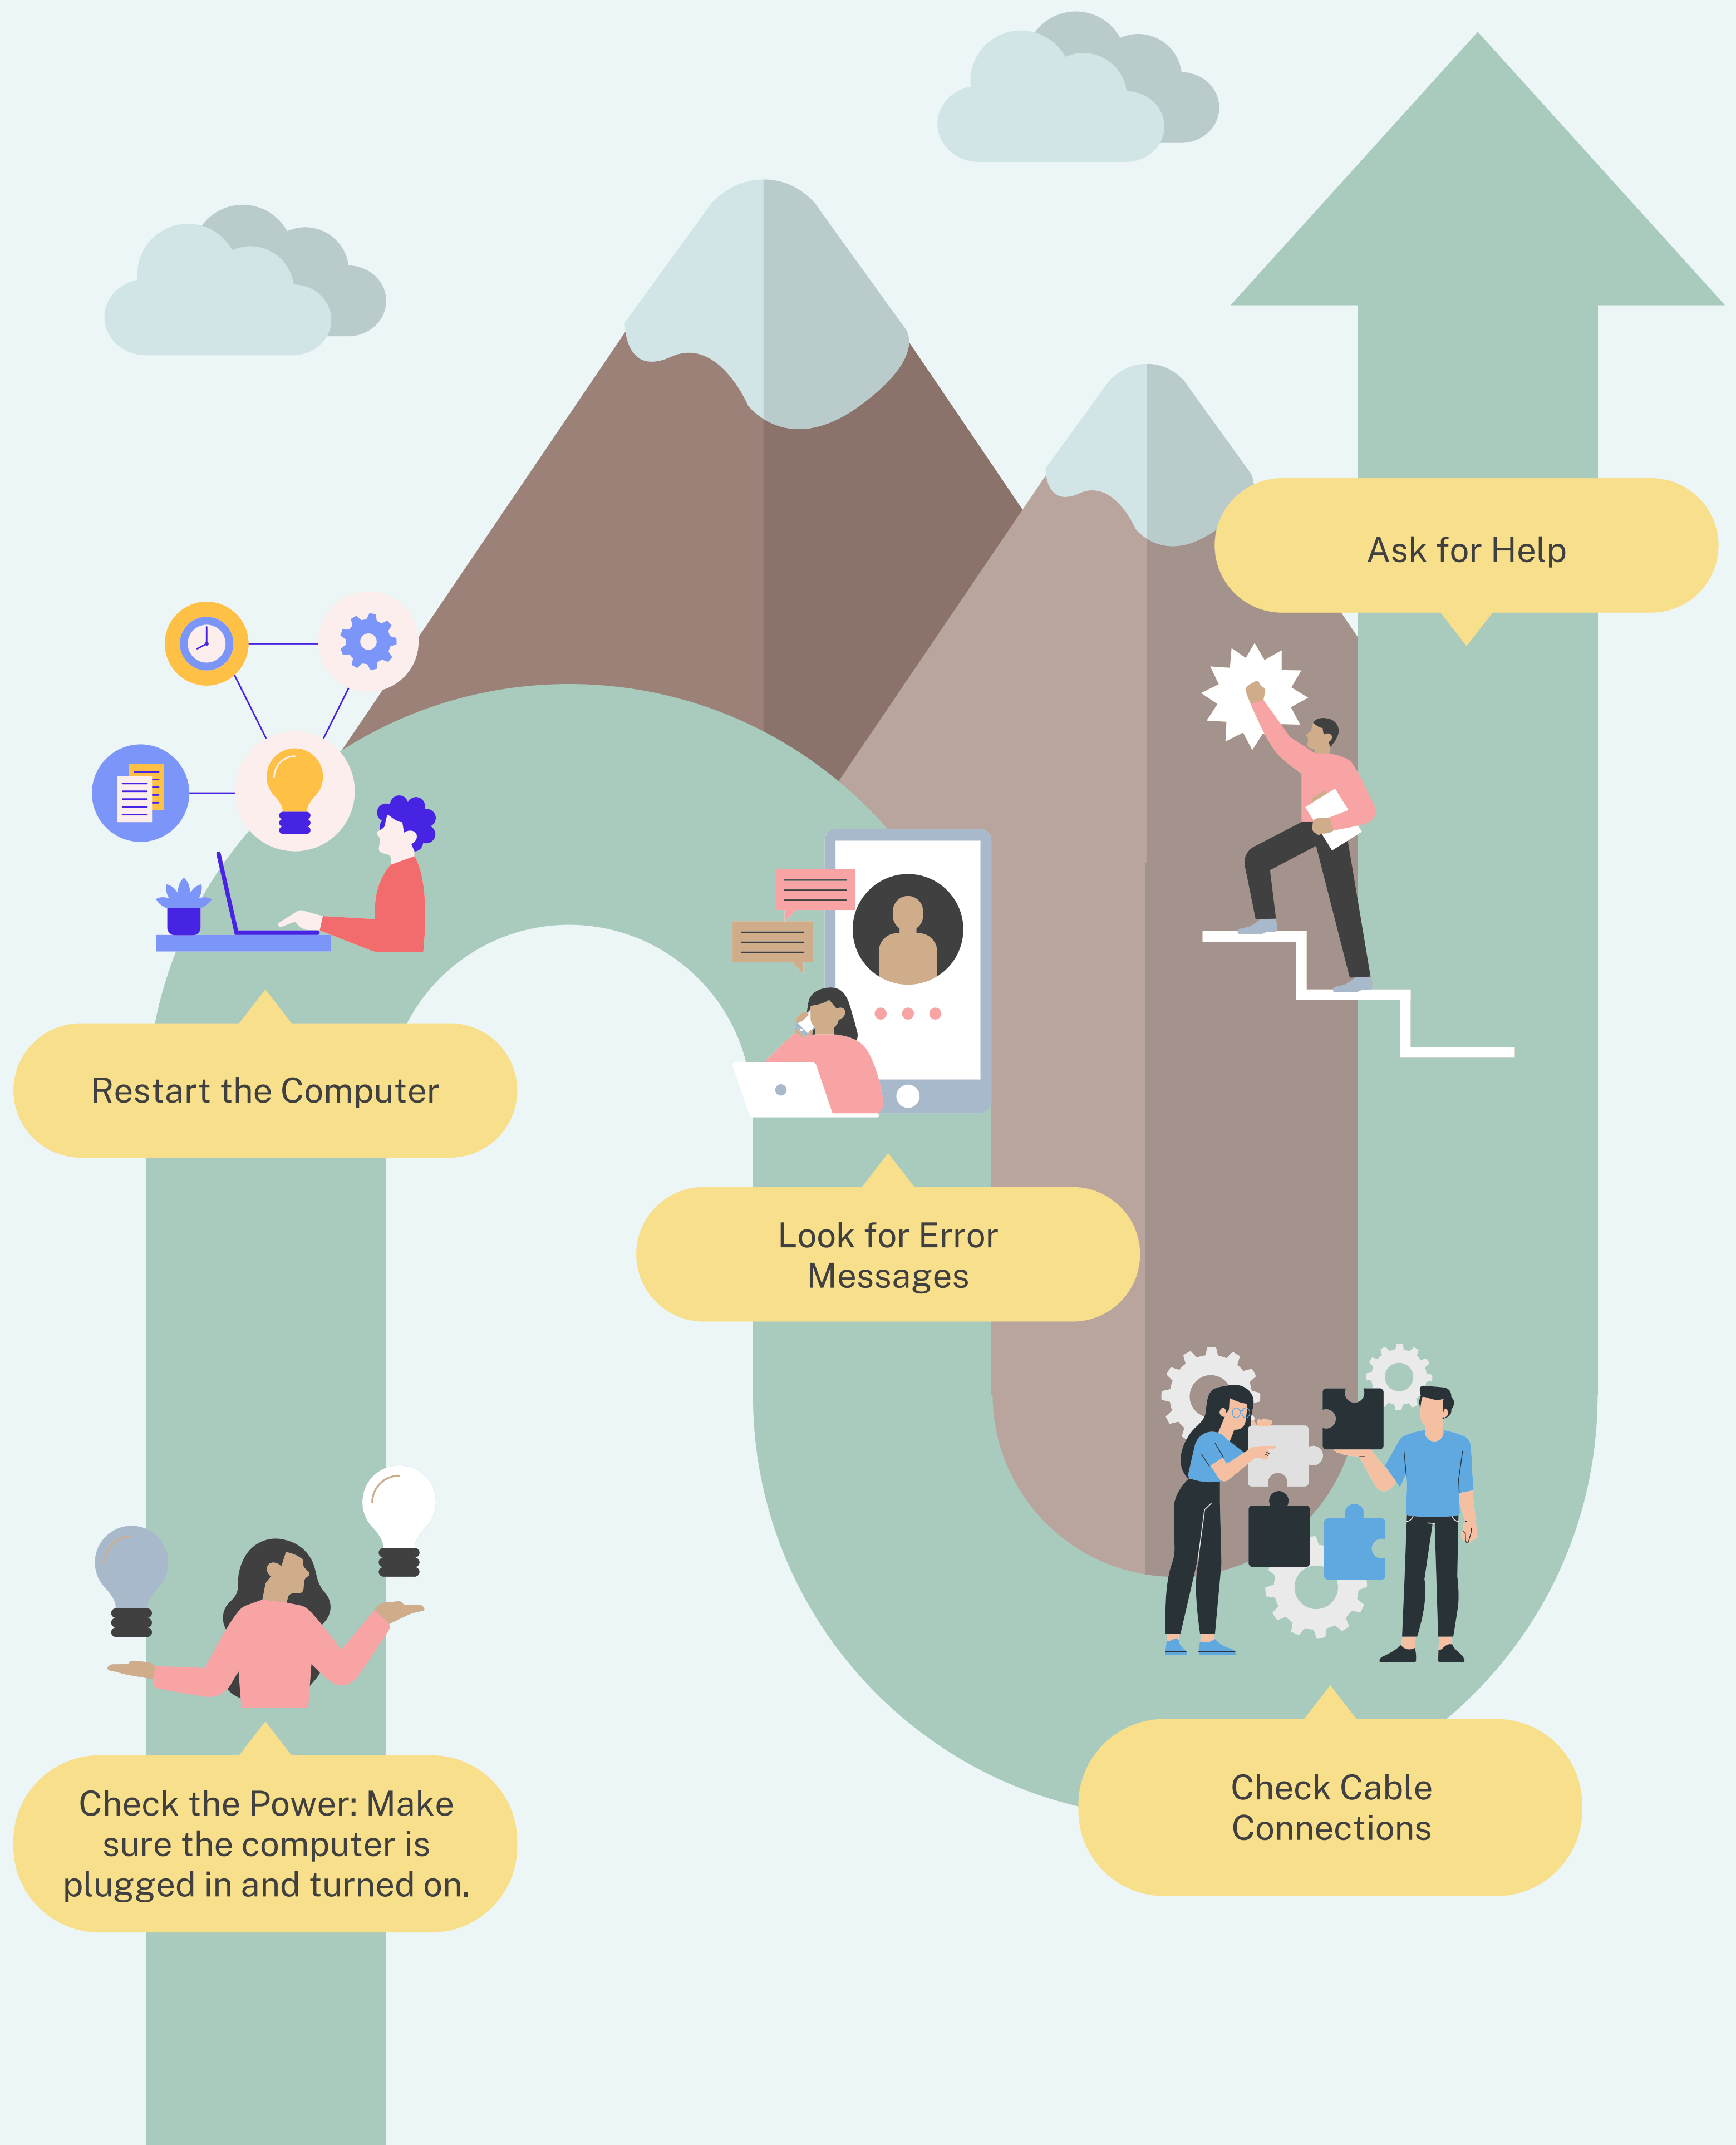 Check the Power: Make
sure the computer is
plugged in and turned on.
Restart the Computer
Look for Error
Messages
Check Cable
Connections
Ask for Help